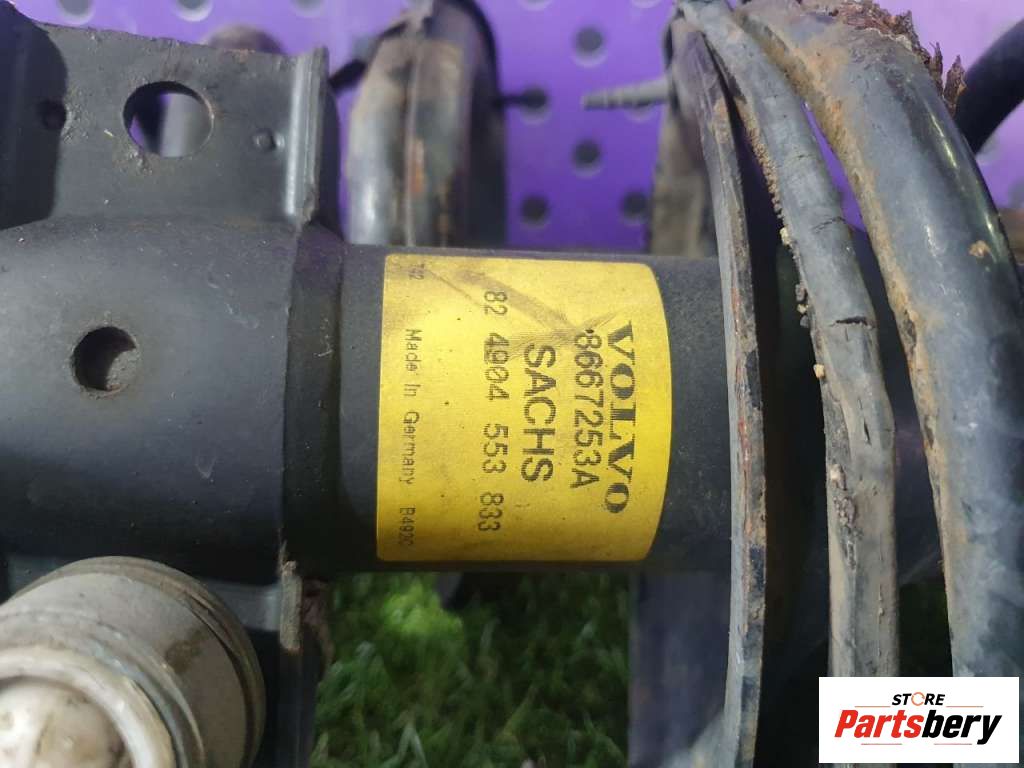 VOLVO
8667253A
SACHS
82 4904 553 833
Made In Germany
STORE
Partsbery